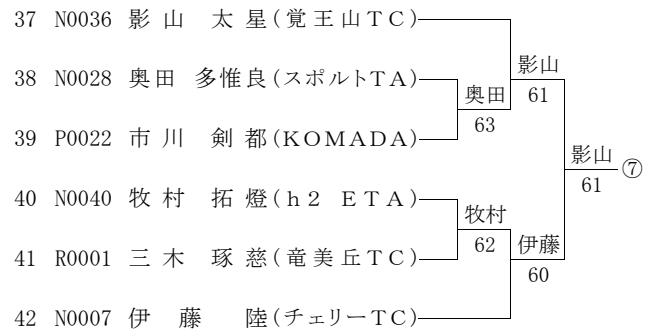 37 N0036 影山 太星(覚王山TC)
影山
38 N0028 奥田 多惟良(スポルトTA)
奥田 61
63
39 P0022 市川 剣都(KOMADA)
影山 ⑦
61
40 N0040 牧村 拓燈(h2 ETA)
牧村
62 伊藤
41 R0001 三木 琢慈(竜美丘TC)
60
42 N0007 伊藤 陸(チェリーTC)